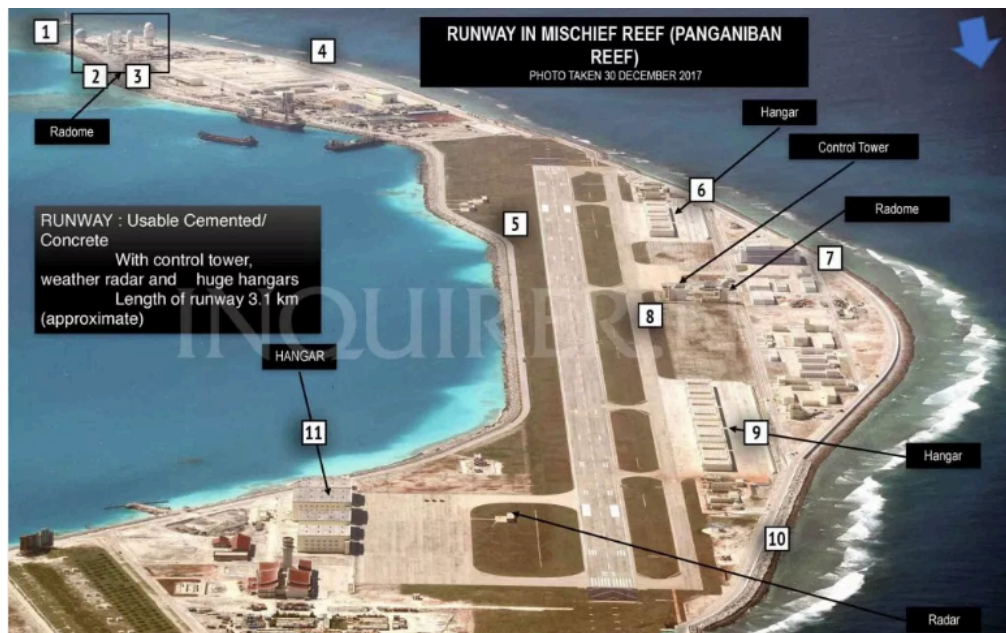 RUNWAY IN MISCHIEF REEF (PANGANIBAN
REEF)
PHOTO TAKEN 30 DECEMBER 2017
1
4
2
3
Radome
Hangar
Control Tower
6
Radome
RUNWAY : Usable Cemented/
Concrete
With control tower,
weather radar and huge hangars
Length of runway 3.1 km
(approximate)
5
7
8
INQUIRER
HANGAR
11
9
Hangar
10
Radar